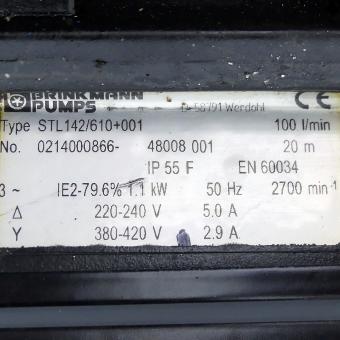 BRINKMANN
PUMPS
D-58791 Werdohl CE
Type STL142/610+001 100 l/min
No. 0214000866- 48008 001 20 m
IP 55 F EN 60034
3 ~ IE2-79.6% 1.1 kW 50 Hz 2700 min-1
Δ 220-240 V 5.0 A
Y 380-420 V 2.9 A